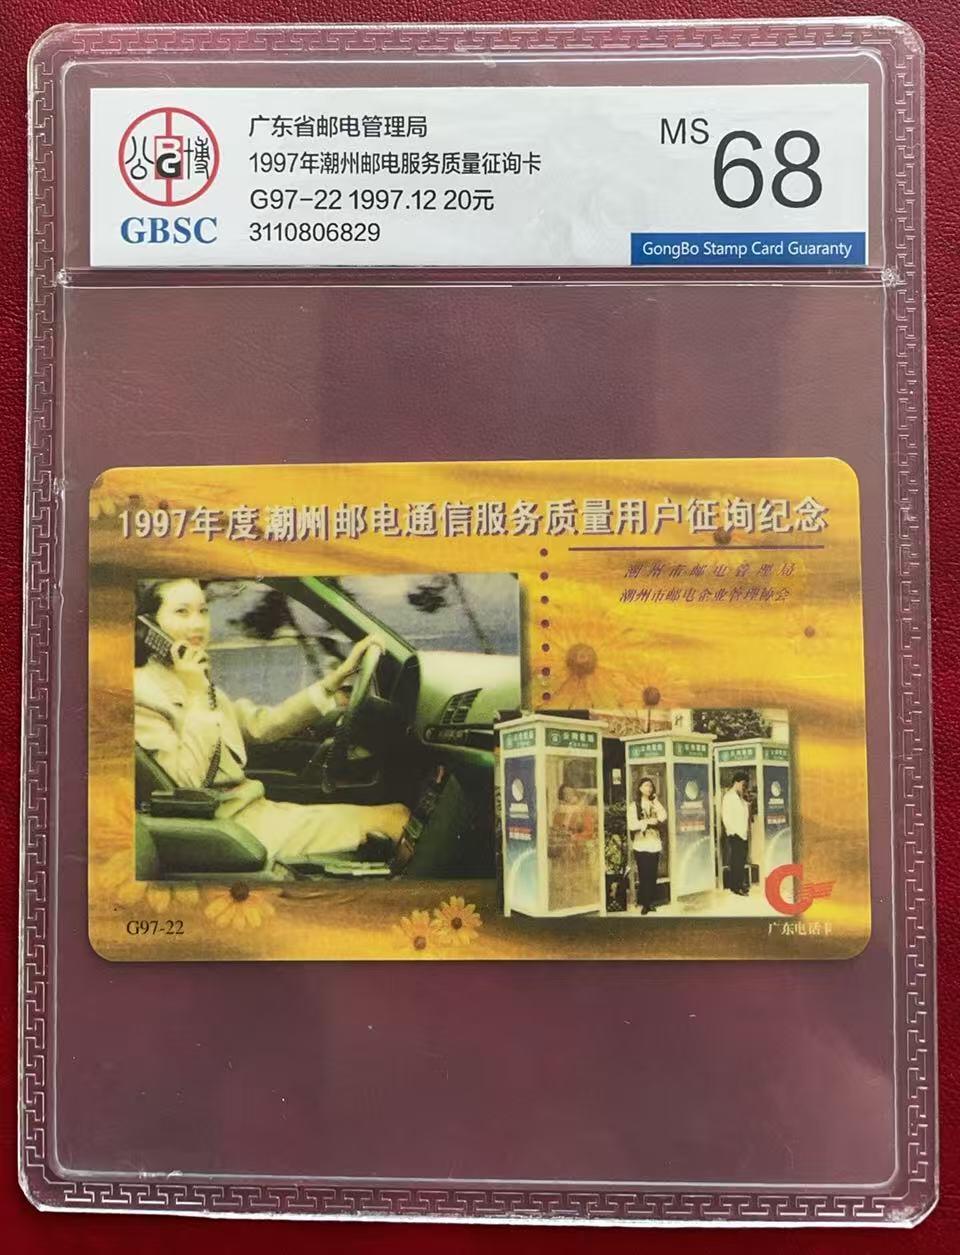 广东省邮电管理局
1997年潮州邮电服务质量征询卡
G97-22 1997.12 20元
3110806829
公 BG 博
GBSC
MS 68
GongBo Stamp Card Guaranty
1997年度潮州邮电通信服务质量用户征询纪念
潮州市邮电管理局
潮州市邮电企业管理协会
G97-22
广东电话卡